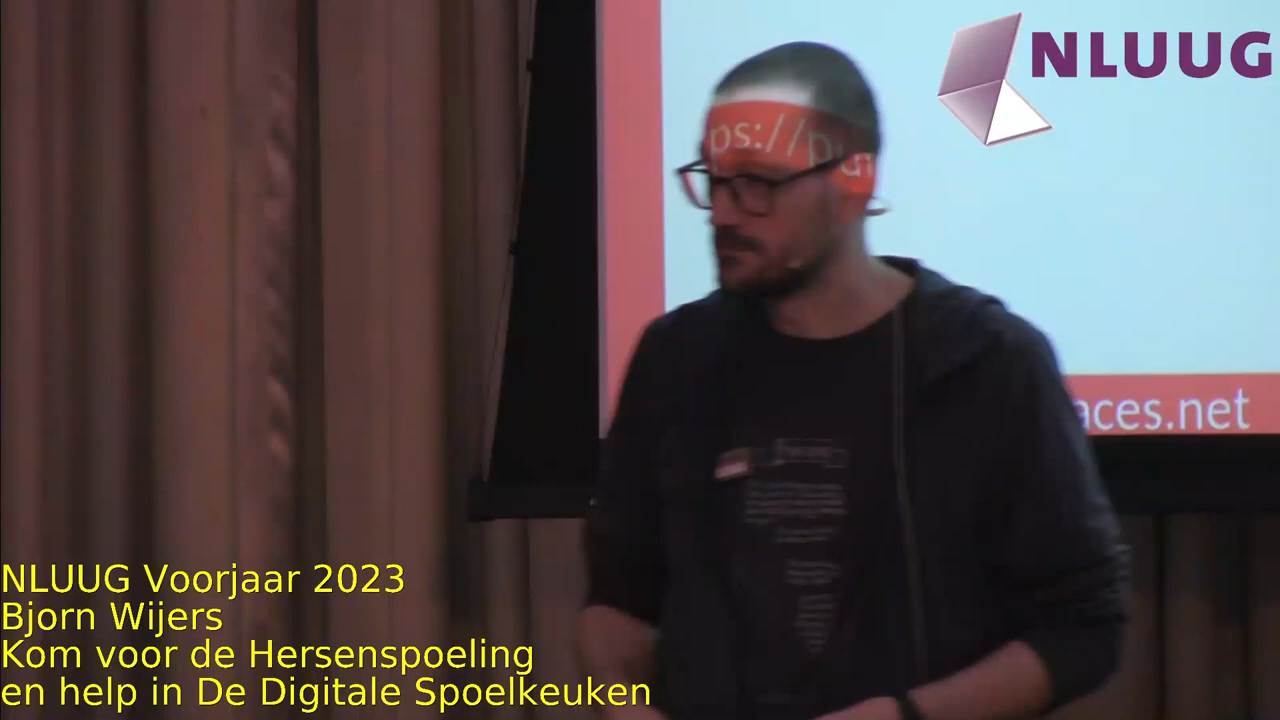 NLUUG
ps://pu
aces.net
NLUUG Voorjaar 2023
Bjorn Wijers
Kom voor de Hersenspoeling
en help in De Digitale Spoelkeuken